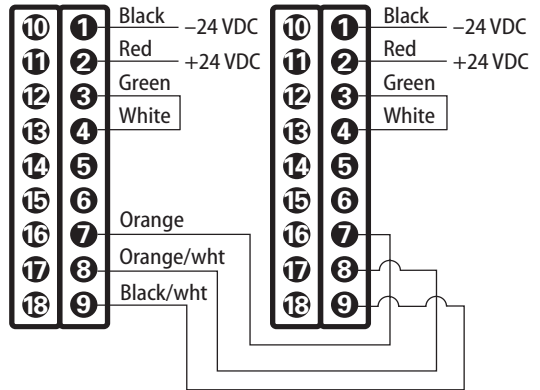 10 1 Black −24 VDC 10 1 Black −24 VDC
11 2 Red +24 VDC 11 2 Red +24 VDC
12 3 Green 12 3 Green
13 4 White 13 4 White
14 5 14 5
15 6 15 6
16 7 Orange 16 7
17 8 Orange/wht 17 8
18 9 Black/wht 18 9